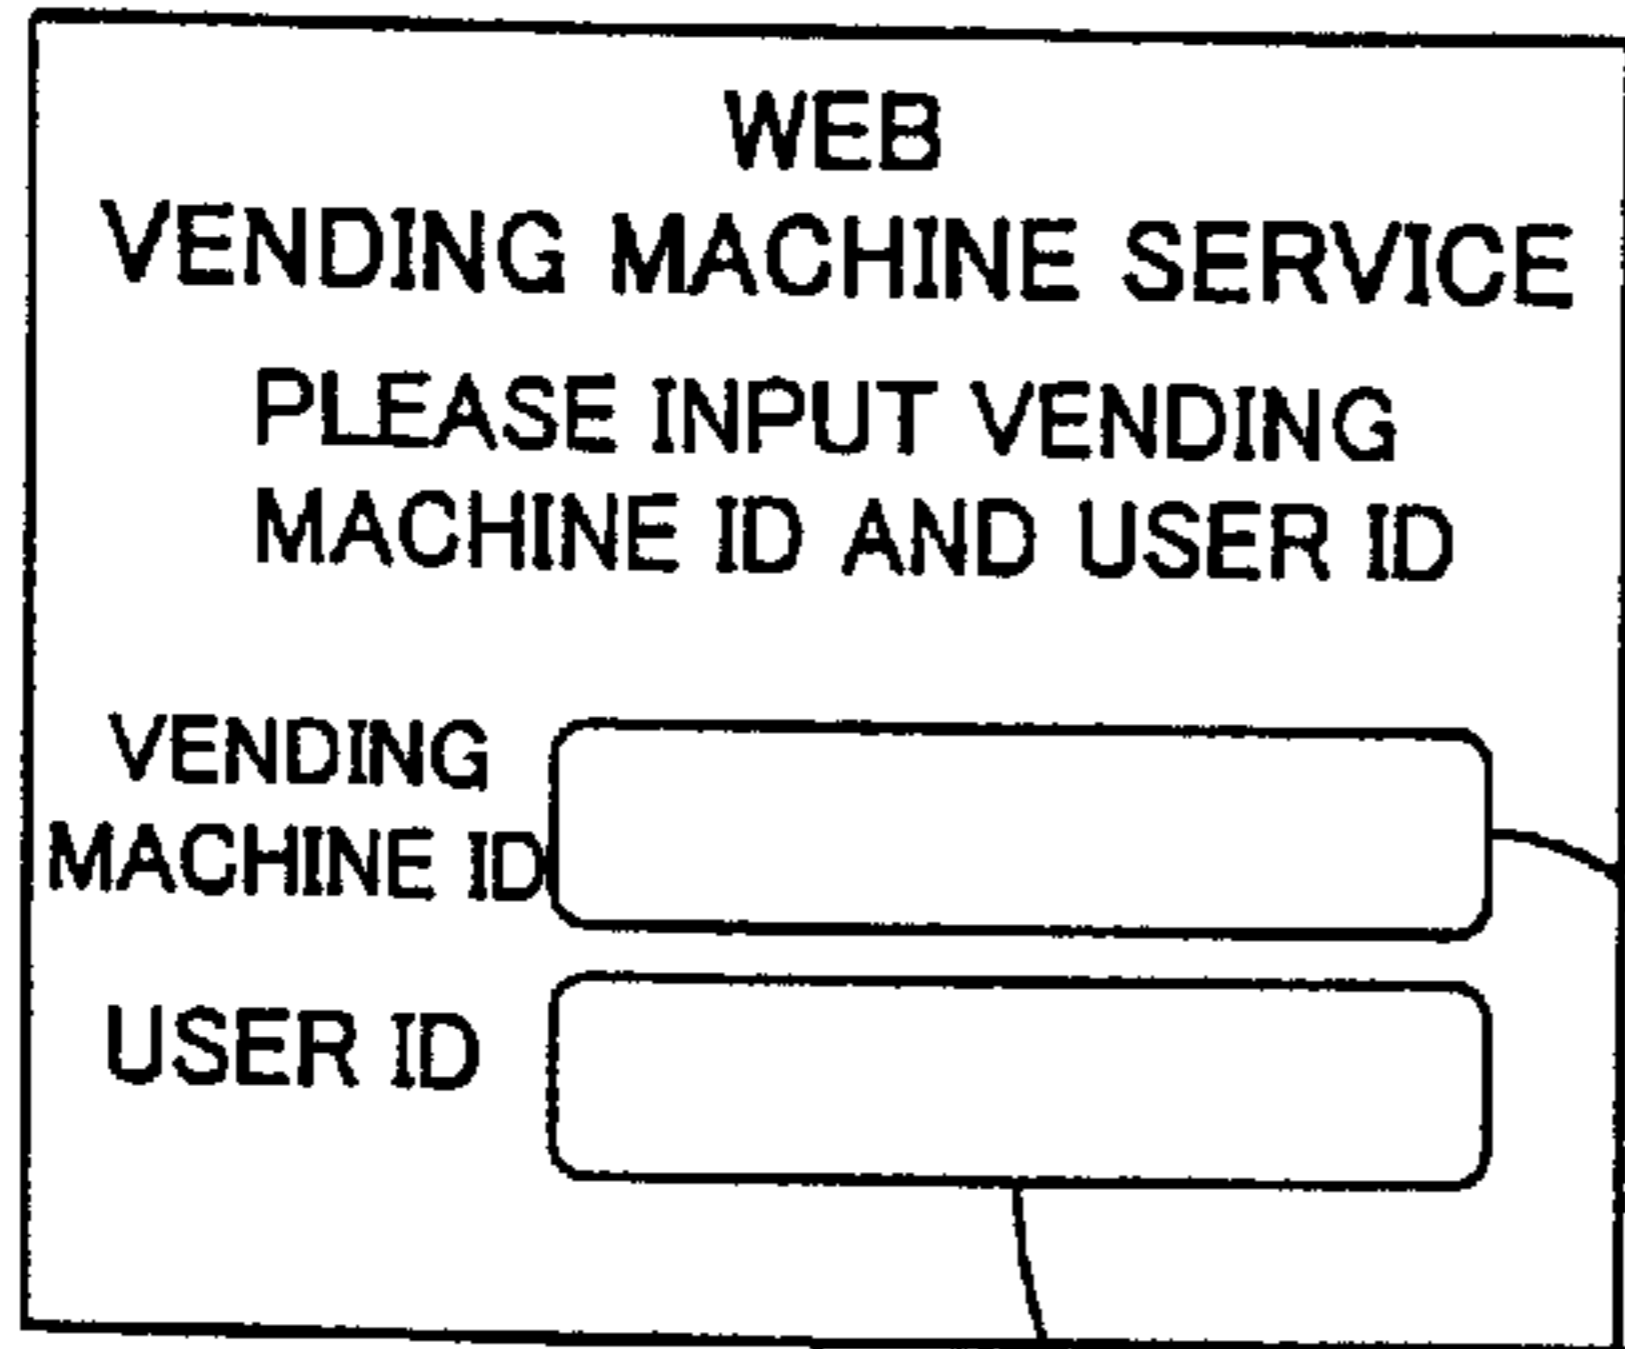 WEB
VENDING MACHINE SERVICE
PLEASE INPUT VENDING
MACHINE ID AND USER ID
VENDING
MACHINE ID
USER ID